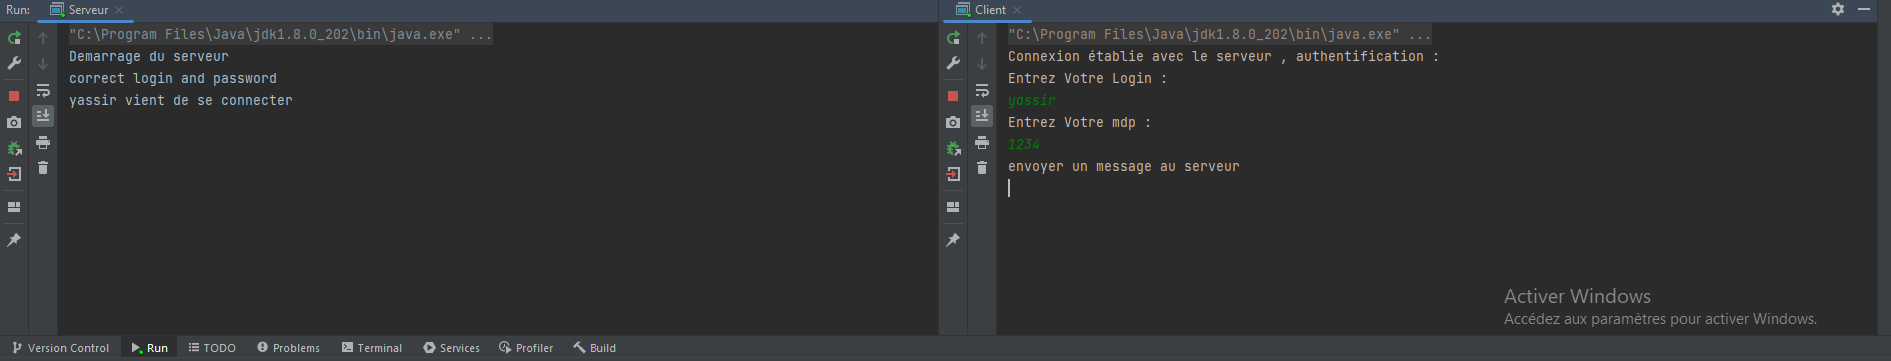 Run: Serveur
"C:\Program Files\Java\jdk1.8.0_202\bin\java.exe" ...
Demarrage du serveur
correct login and password
yassir vient de se connecter
Client
"C:\Program Files\Java\jdk1.8.0_202\bin\java.exe" ...
Connexion établie avec le serveur , authentification :
Entrez Votre Login :
yassir
Entrez Votre mdp :
1234
envoyer un message au serveur
Activer Windows
Accédez aux paramètres pour activer Windows.
Version Control Run TODO Problems Terminal Services Profiler Build